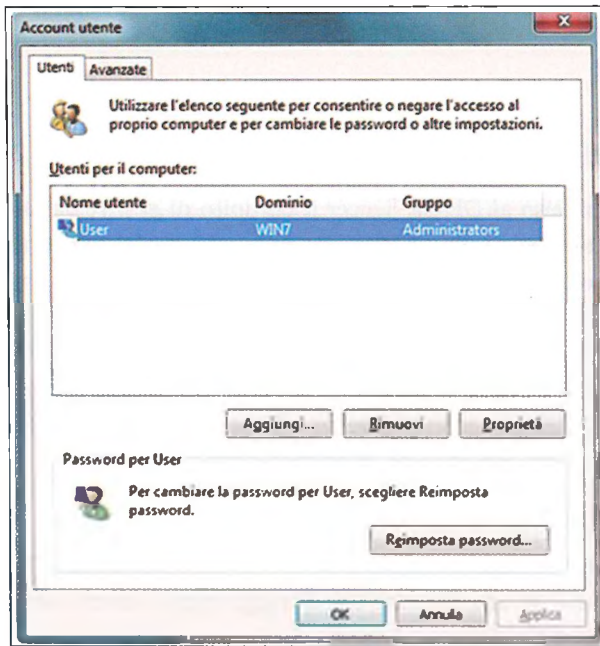 Account utente
Utenti Avanzate
Utilizzare l'elenco seguente per consentire o negare l'accesso al
proprio computer e per cambiare le password o altre impostazioni.
Utenti per il computer:
Nome utente Dominio Gruppo
User WIN7 Administrators
Aggiungi... Rimuovi Proprietà
Password per User
Per cambiare la password per User, scegliere Reimposta
password.
Reimposta password...
OK Annulla Applica